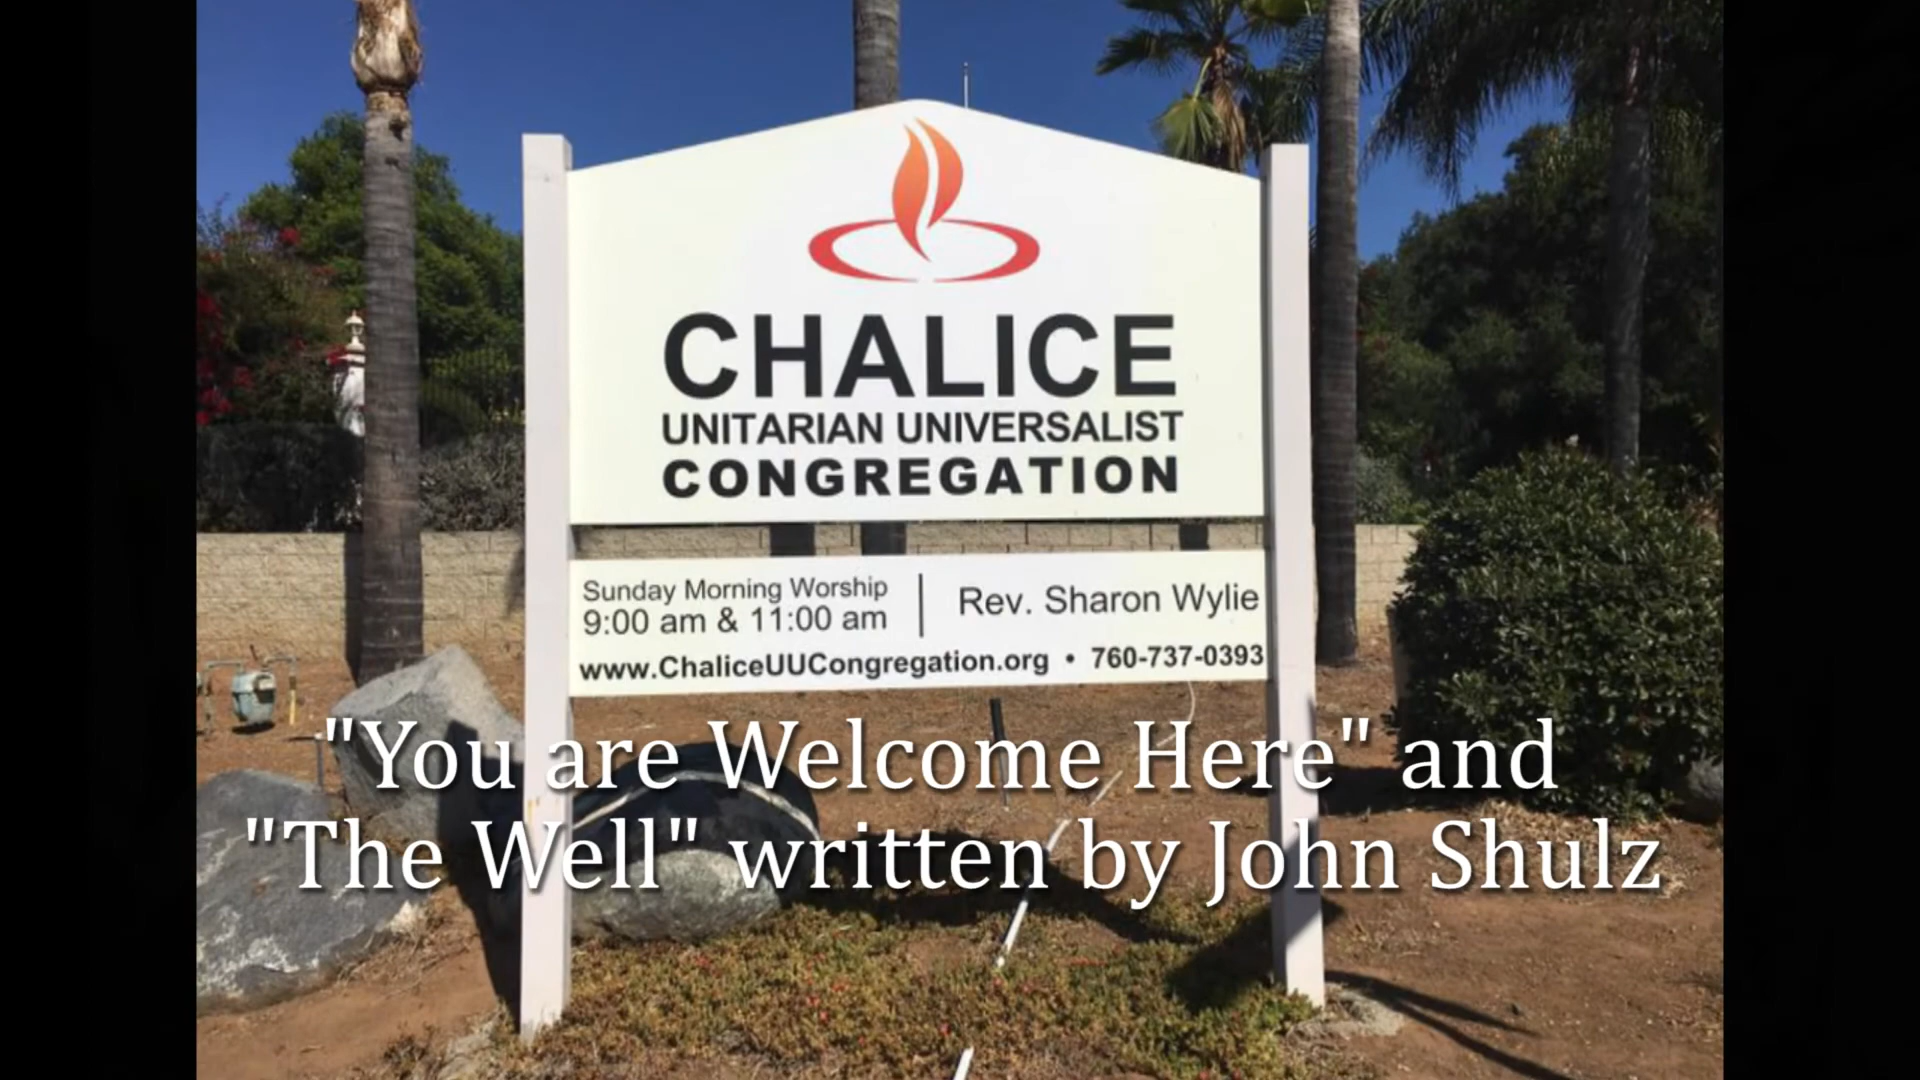 CHALICE
UNITARIAN UNIVERSALIST
CONGREGATION
Sunday Morning Worship
9:00 am & 11:00 am
Rev. Sharon Wylie
www.ChaliceUUCongregation.org • 760-737-0393
"You are Welcome Here" and
"The Well" written by John Shulz